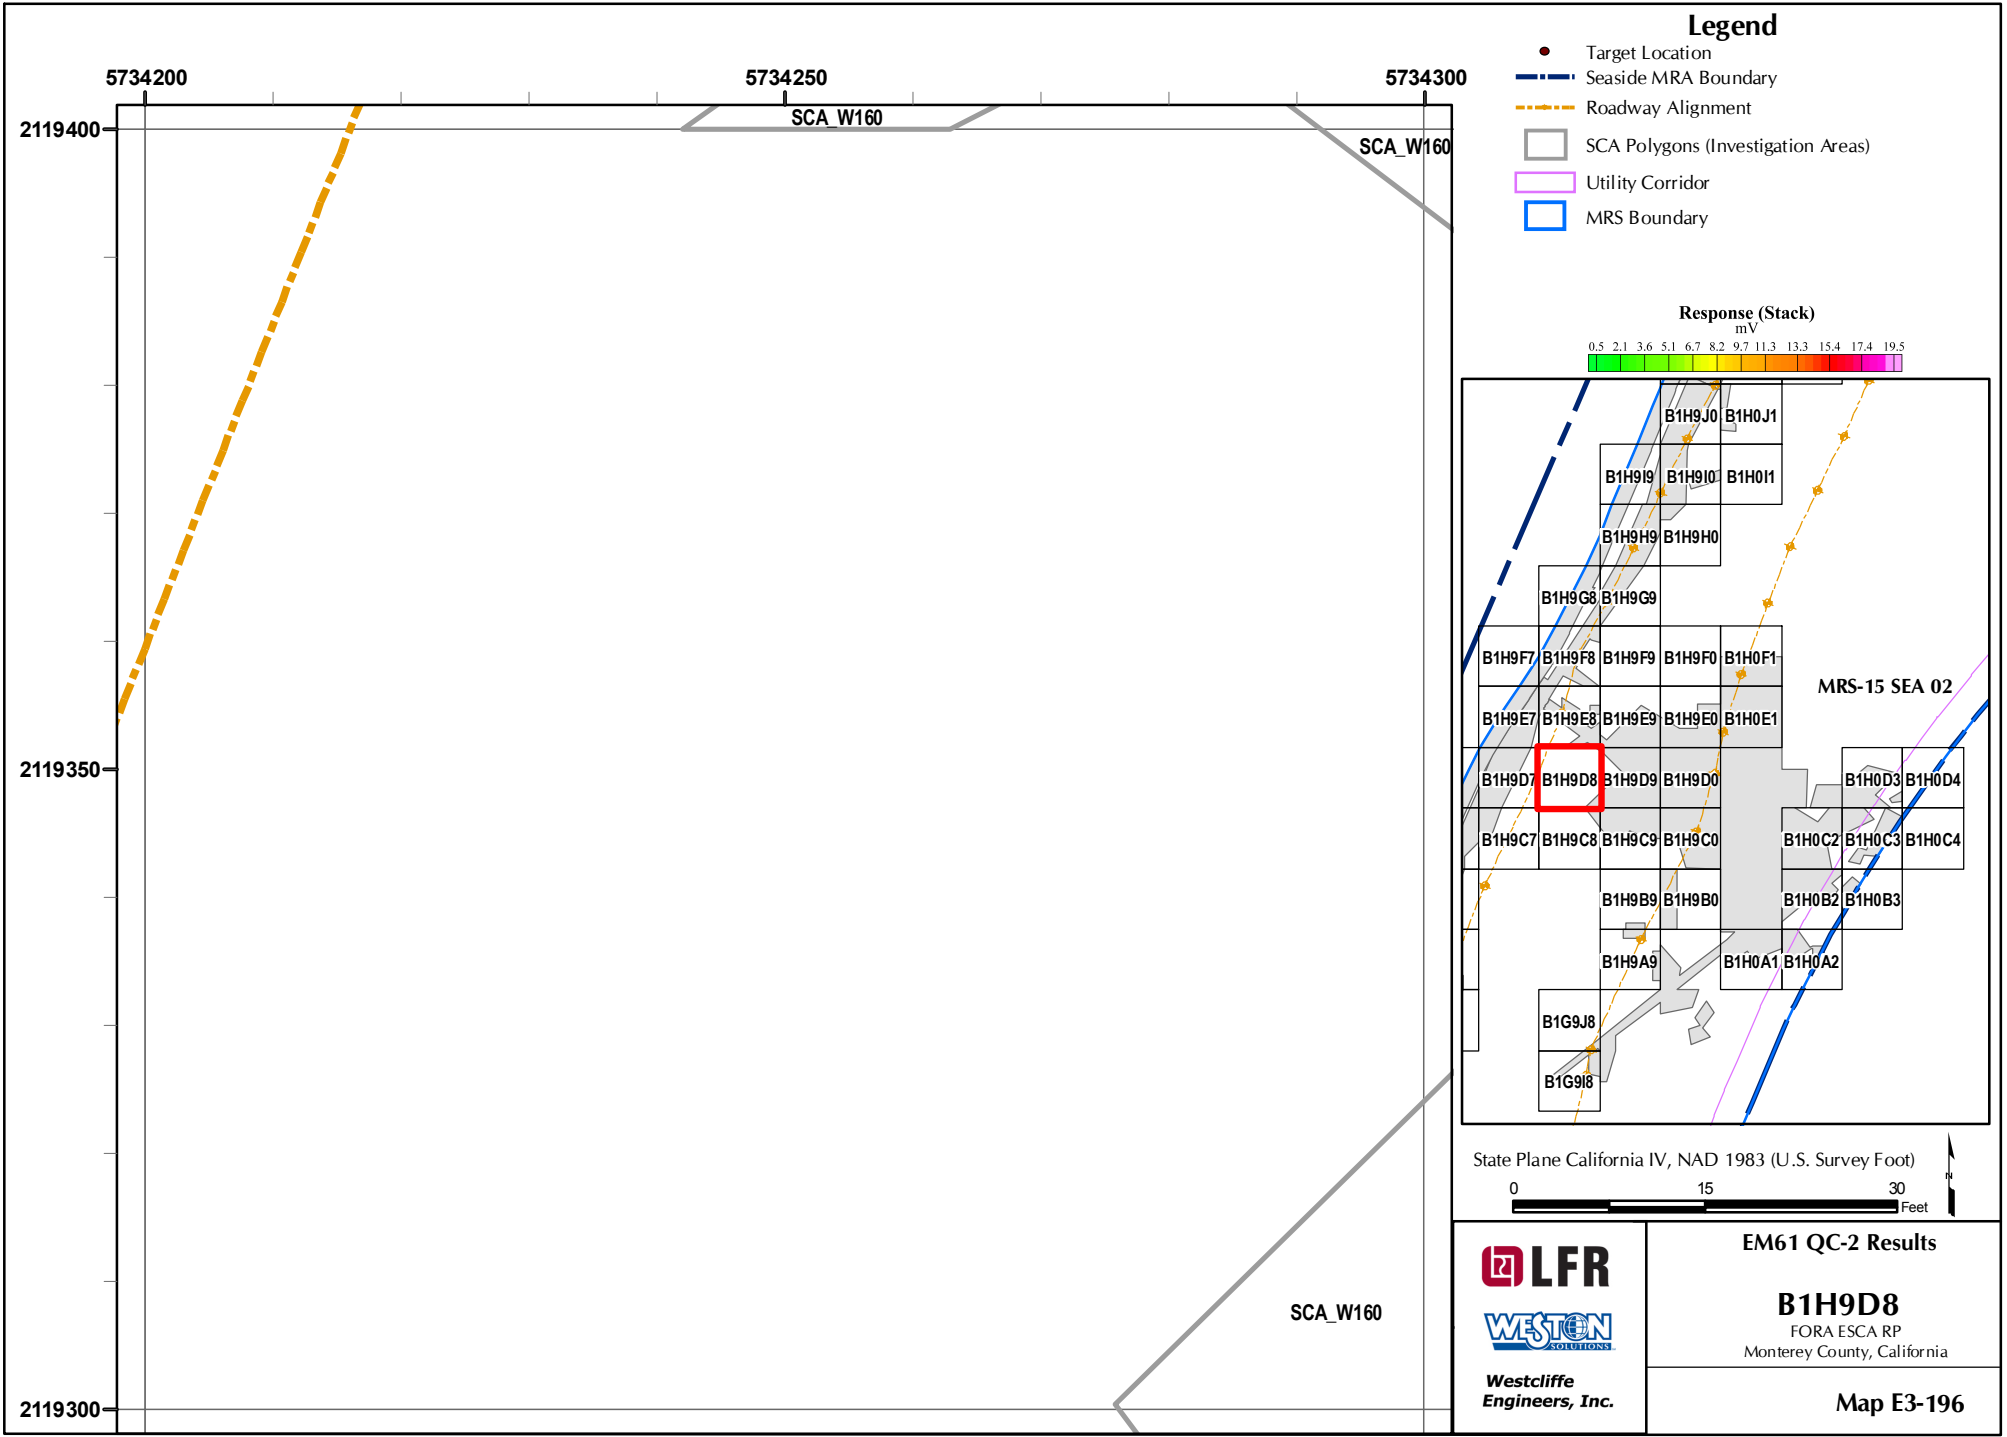 5734200
5734250
5734300
2119400
2119350
2119300
SCA_W160
SCA_W160
SCA_W160
Legend
Target Location
Seaside MRA Boundary
Roadway Alignment
SCA Polygons (Investigation Areas)
Utility Corridor
MRS Boundary
Response (Stack)
mV
0.5 2.1 3.6 5.1 6.7 8.2 9.7 11.3 13.3 15.4 17.4 19.5
B1H9J0 B1H0J1
B1H9I9 B1H9I0 B1H0I1
B1H9H9 B1H9H0
B1H9G8 B1H9G9
B1H9F7 B1H9F8 B1H9F9 B1H9F0 B1H0F1
MRS-15 SEA 02
B1H9E7 B1H9E8 B1H9E9 B1H9E0 B1H0E1
B1H9D7 B1H9D8 B1H9D9 B1H9D0 B1H0D3 B1H0D4
B1H9C7 B1H9C8 B1H9C9 B1H9C0 B1H0C2 B1H0C3 B1H0C4
B1H9B9 B1H9B0 B1H0B2 B1H0B3
B1H9A9 B1H0A1 B1H0A2
B1G9J8
B1G9I8
State Plane California IV, NAD 1983 (U.S. Survey Foot)
N
0 15 30
Feet
LFR
WESTON
SOLUTIONS
Westcliffe
Engineers, Inc.
EM61 QC-2 Results
B1H9D8
FORA ESCA RP
Monterey County, California
Map E3-196